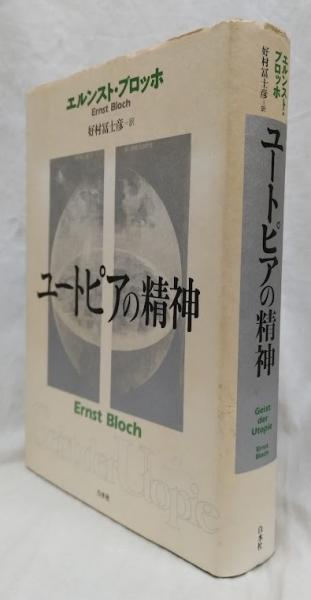 エルンスト・ブロッホ
Ernst Bloch
好村冨士彦=訳
ユートピアの精神
Ernst Bloch
Geist der Utopie
白水社
エルンスト・
ブロッホ
好村冨士彦=訳
ユートピアの精神
Geist
der
Utopie
Ernst
Bloch
白水社